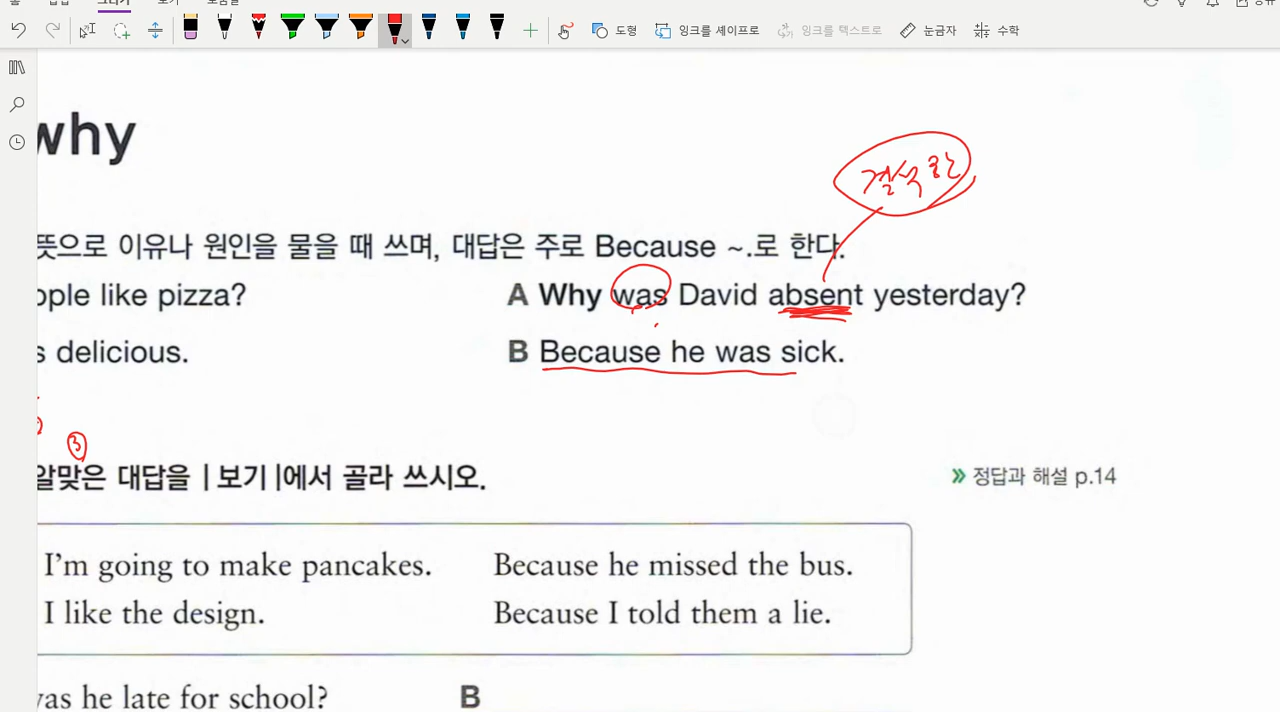 도형
잉크를 셰이프로
잉크를 텍스트로
눈금자
수학
why
결석한
뜻으로 이유나 원인을 물을 때 쓰며, 대답은 주로 Because ~.로 한다.
ople like pizza?
A Why was David absent yesterday?
s delicious.
B Because he was sick.
3
알맞은 대답을 | 보기 |에서 골라 쓰시오.
» 정답과 해설 p.14
I'm going to make pancakes.
Because he missed the bus.
I like the design.
Because I told them a lie.
was he late for school?
B